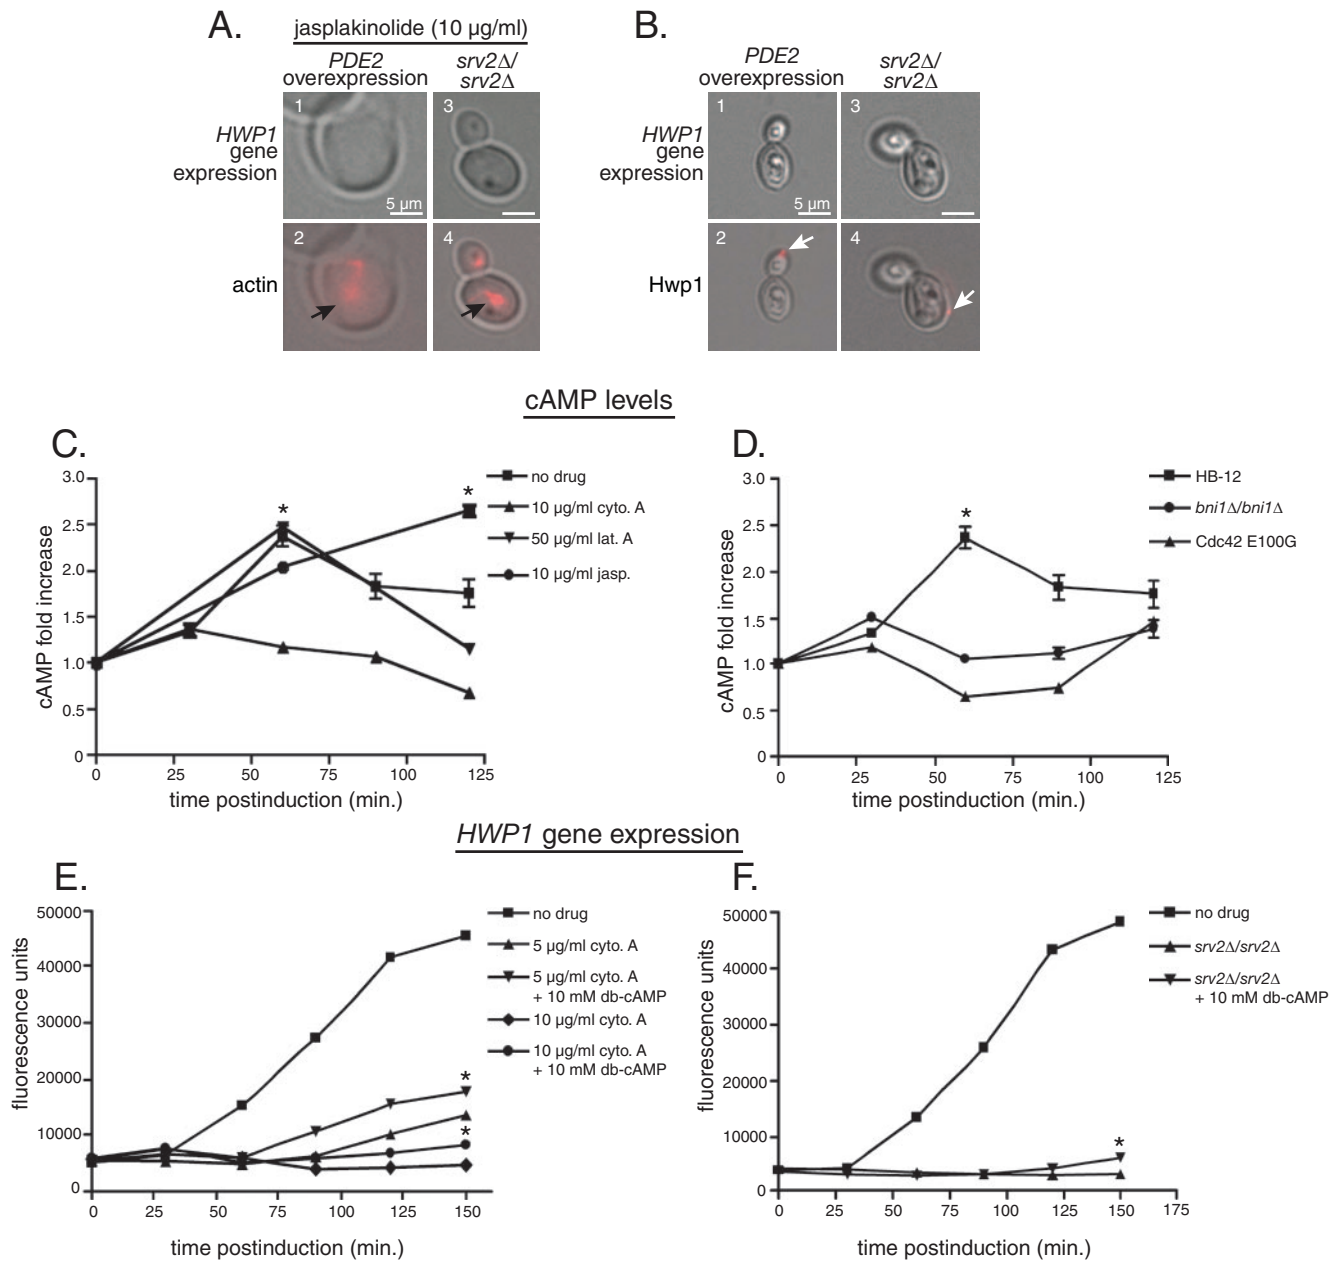 A.
jasplakinolide (10 µg/ml)
PDE2
overexpression
srv2Δ/
srv2Δ
HWP1
gene
expression
1
5 µm
3
actin
2
4
B.
PDE2
overexpression
srv2Δ/
srv2Δ
HWP1
gene
expression
1
5 µm
3
Hwp1
2
4
cAMP levels
C.
cAMP fold increase
3.0
2.5
2.0
1.5
1.0
0.5
0
*
*
0
25
50
75
100
125
time postinduction (min.)
no drug
10 µg/ml cyto. A
50 µg/ml lat. A
10 µg/ml jasp.
D.
cAMP fold increase
3.0
2.5
2.0
1.5
1.0
0.5
0
*
0
25
50
75
100
125
time postinduction (min.)
HB-12
bni1Δ/bni1Δ
Cdc42 E100G
HWP1 gene expression
E.
fluorescence units
50000
40000
30000
20000
10000
0
*
*
0
25
50
75
100
125
150
time postinduction (min.)
no drug
5 µg/ml cyto. A
5 µg/ml cyto. A
+ 10 mM db-cAMP
10 µg/ml cyto. A
10 µg/ml cyto. A
+ 10 mM db-cAMP
F.
fluorescence units
50000
40000
30000
20000
10000
0
*
0
25
50
75
100
125
150
175
time postinduction (min.)
no drug
srv2Δ/srv2Δ
srv2Δ/srv2Δ
+ 10 mM db-cAMP